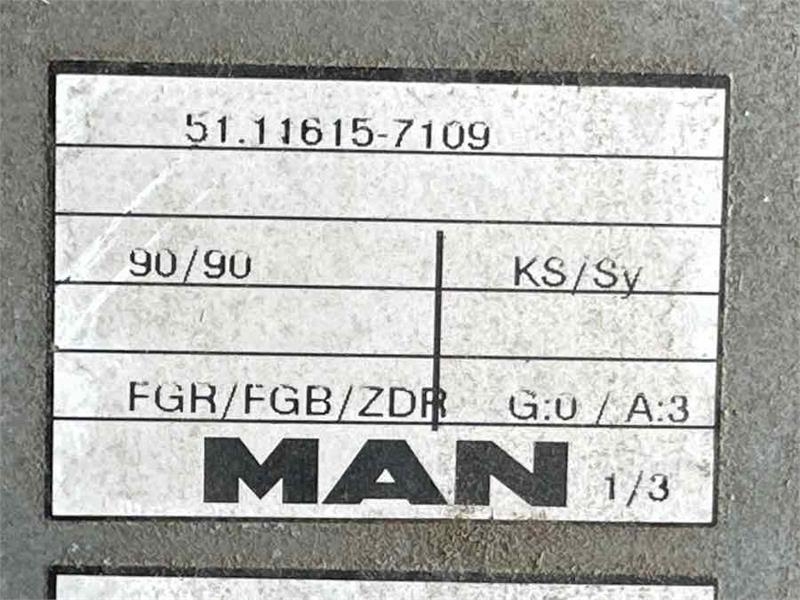 51.11615-7109
90/90 KS/Sy
FGR/FGB/ZDR G:0 / A:3
MAN 1/3